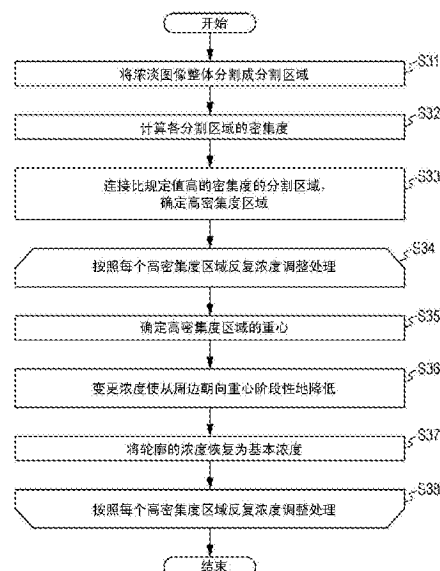 开始
S31
将浓淡图像整体分割成分割区域
S32
计算各分割区域的密集度
S33
连接比规定值高的密集度的分割区域，
确定高密集度区域
S34
按照每个高密集度区域反复浓度调整处理
S35
确定高密集度区域的重心
S36
变更浓度使从周边朝向重心阶段性地降低
S37
将轮廓的浓度恢复为基本浓度
S38
按照每个高密集度区域反复浓度调整处理
结束